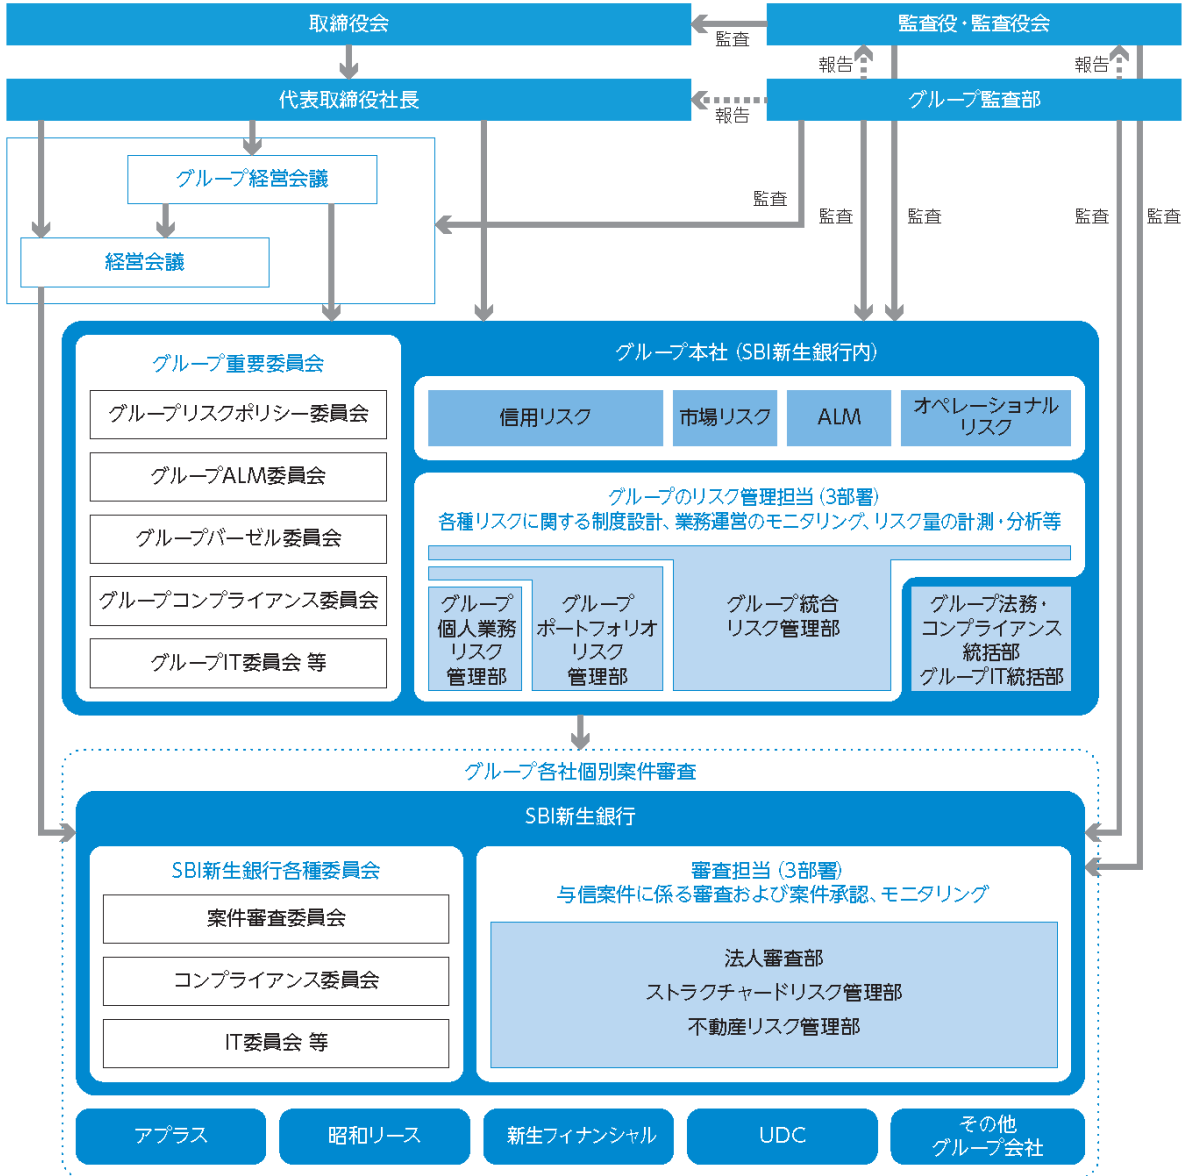 取締役会
監査役・監査役会
監査
報告
報告
代表取締役社長
グループ監査部
報告
グループ経営会議
監査
監査
監査
監査
監査
経営会議
グループ重要委員会
グループリスクポリシー委員会
グループALM委員会
グループバーゼル委員会
グループコンプライアンス委員会
グループIT委員会 等
グループ本社(SBI新生銀行内)
信用リスク
市場リスク
ALM
オペレーショナル
リスク
グループのリスク管理担当(3部署)
各種リスクに関する制度設計、業務運営のモニタリング、リスク量の計測・分析等
グループ
個人業務
リスク
管理部
グループ
ポートフォリオ
リスク
管理部
グループ統合
リスク管理部
グループ法務・
コンプライアンス
統括部
グループIT統括部
グループ各社個別案件審査
SBI新生銀行
SBI新生銀行各種委員会
案件審査委員会
コンプライアンス委員会
IT委員会 等
審査担当(3部署)
与信案件に係る審査および案件承認、モニタリング
法人審査部
ストラクチャードリスク管理部
不動産リスク管理部
アプラス
昭和リース
新生フィナンシャル
UDC
その他
グループ会社